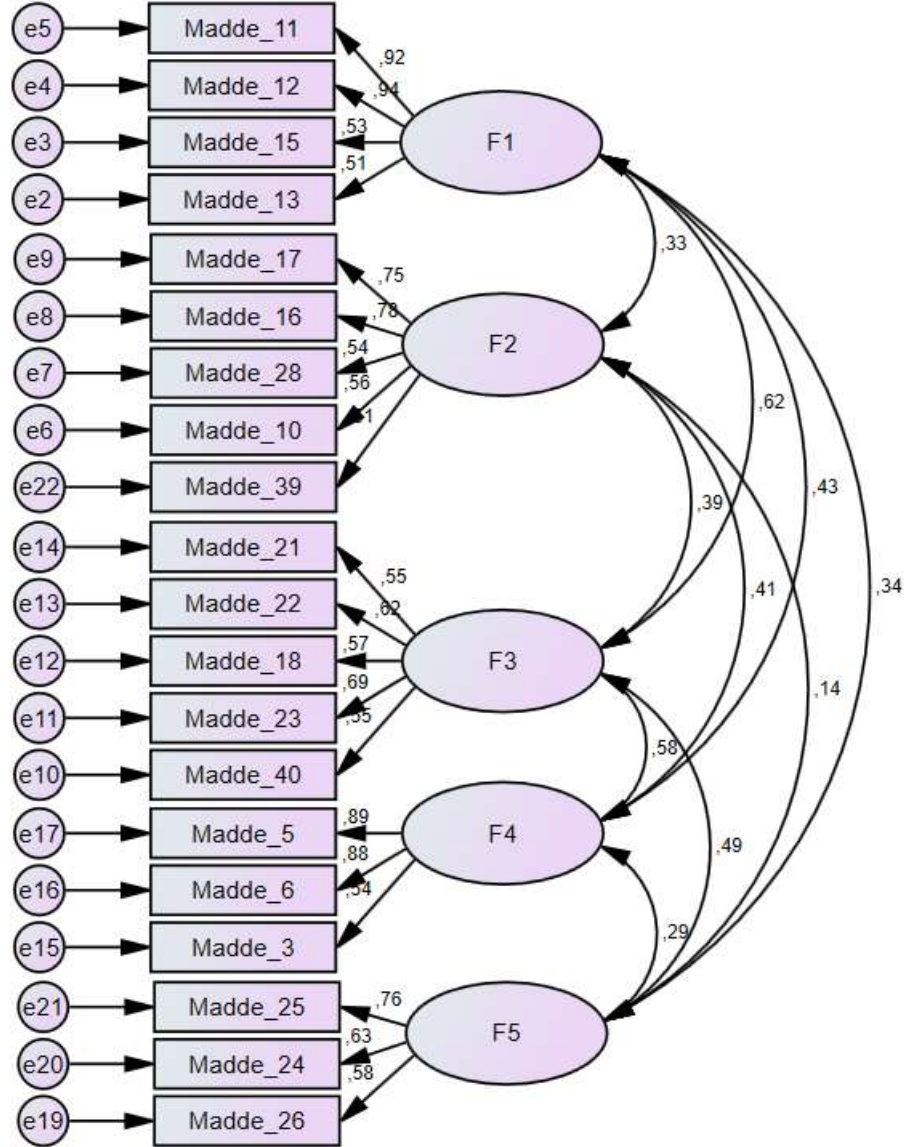 e5 Madde_11 ,92
e4 Madde_12 ,94
e3 Madde_15 ,53
e2 Madde_13 ,51
F1
e9 Madde_17 ,75
e8 Madde_16 ,78
e7 Madde_28 ,54
e6 Madde_10 ,56
e22 Madde_39
F2
e14 Madde_21 ,55
e13 Madde_22 ,62
e12 Madde_18 ,57
e11 Madde_23 ,69
e10 Madde_40 ,55
F3
e17 Madde_5 ,89
e16 Madde_6 ,88
e15 Madde_3 ,54
F4
e21 Madde_25 ,76
e20 Madde_24 ,63
e19 Madde_26 ,58
F5
,33
,62
,43
,39
,41
,34
,14
,58
,49
,29